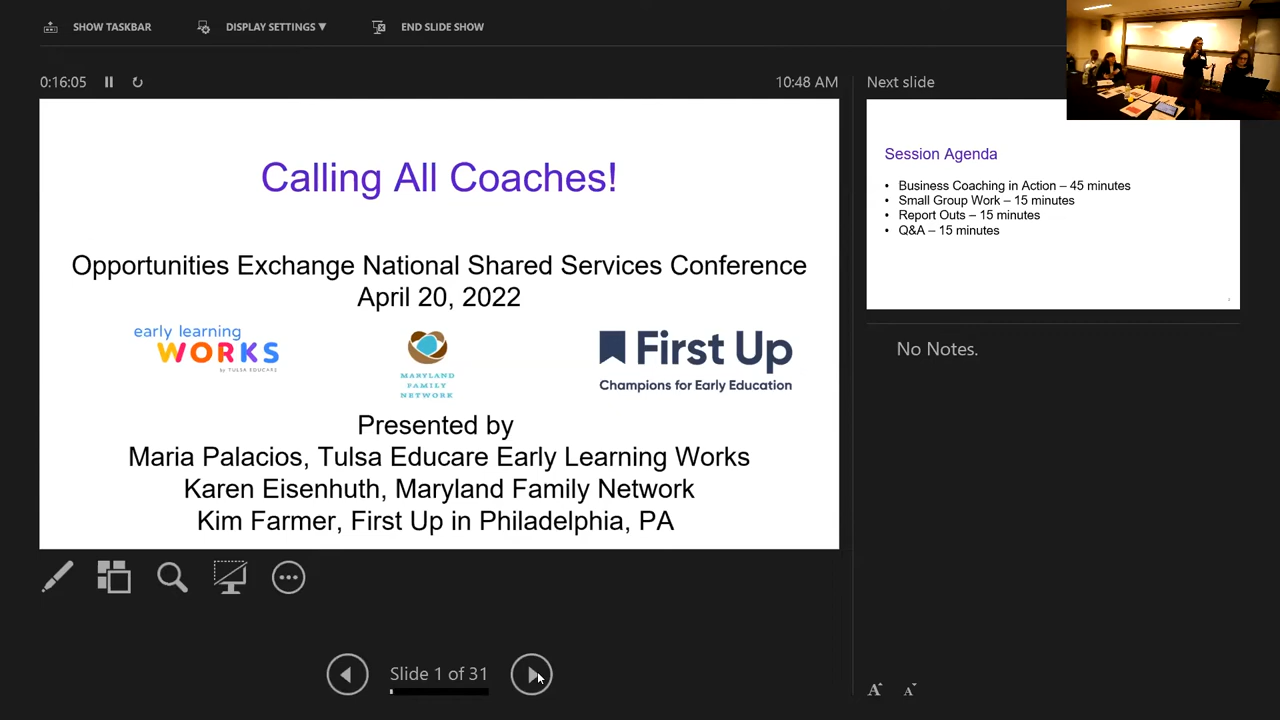 SHOW TASKBAR
DISPLAY SETTINGS ▼
END SLIDE SHOW
0:16:05
10:48 AM
Calling All Coaches!
Opportunities Exchange National Shared Services Conference
April 20, 2022
early learning
WORKS
by TULSA EDUCARE
MARYLAND
FAMILY
NETWORK
First Up
Champions for Early Education
Presented by
Maria Palacios, Tulsa Educare Early Learning Works
Karen Eisenhuth, Maryland Family Network
Kim Farmer, First Up in Philadelphia, PA
Slide 1 of 31
Next slide
Session Agenda
• Business Coaching in Action – 45 minutes
• Small Group Work – 15 minutes
• Report Outs – 15 minutes
• Q&A – 15 minutes
No Notes.
A A